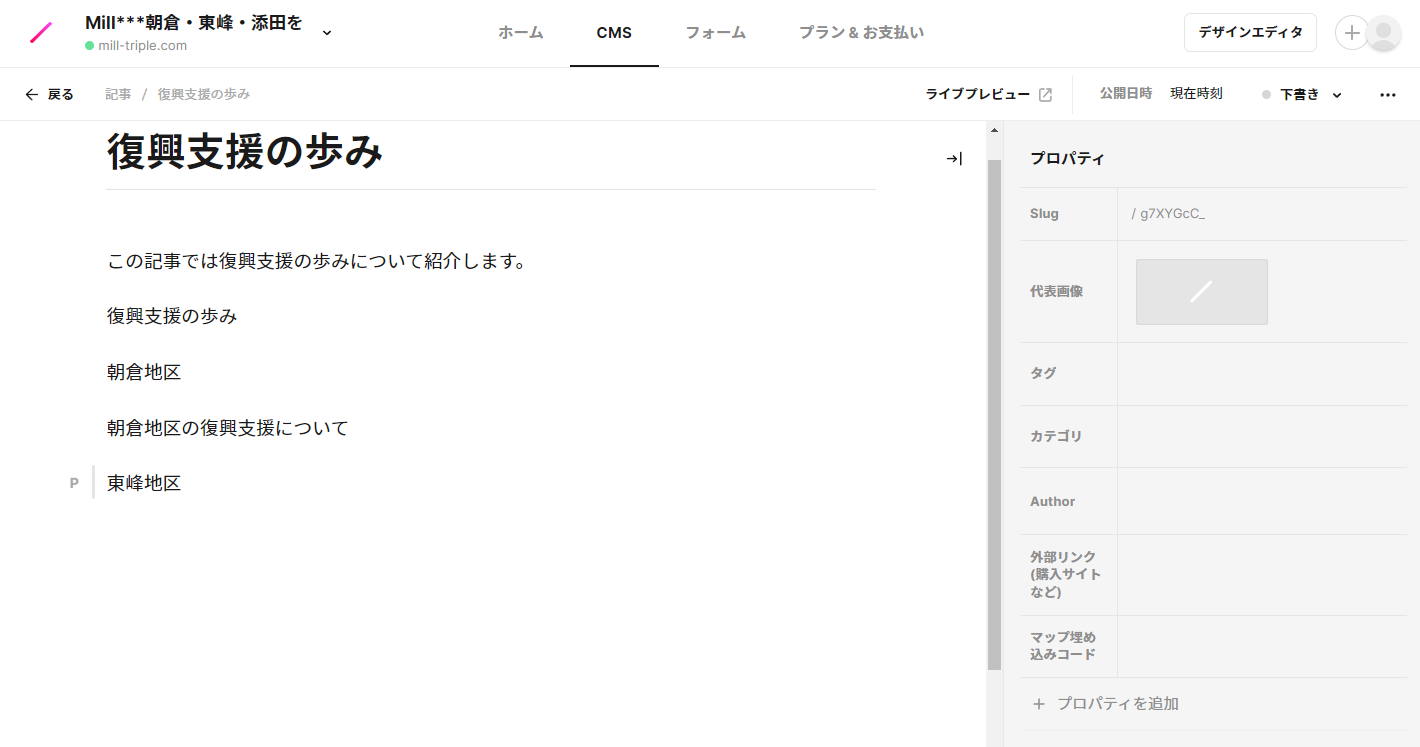 Mill***朝倉・東峰・添田を
mill-triple.com
ホーム
CMS
フォーム
プラン & お支払い
デザインエディタ
戻る
記事 / 復興支援の歩み
ライブプレビュー
公開日時 現在時刻
下書き
復興支援の歩み
この記事では復興支援の歩みについて紹介します。
復興支援の歩み
朝倉地区
朝倉地区の復興支援について
P 東峰地区
プロパティ
Slug / g7XYGcC_
代表画像
タグ
カテゴリ
Author
外部リンク
(購入サイト
など)
マップ埋め
込みコード
プロパティを追加